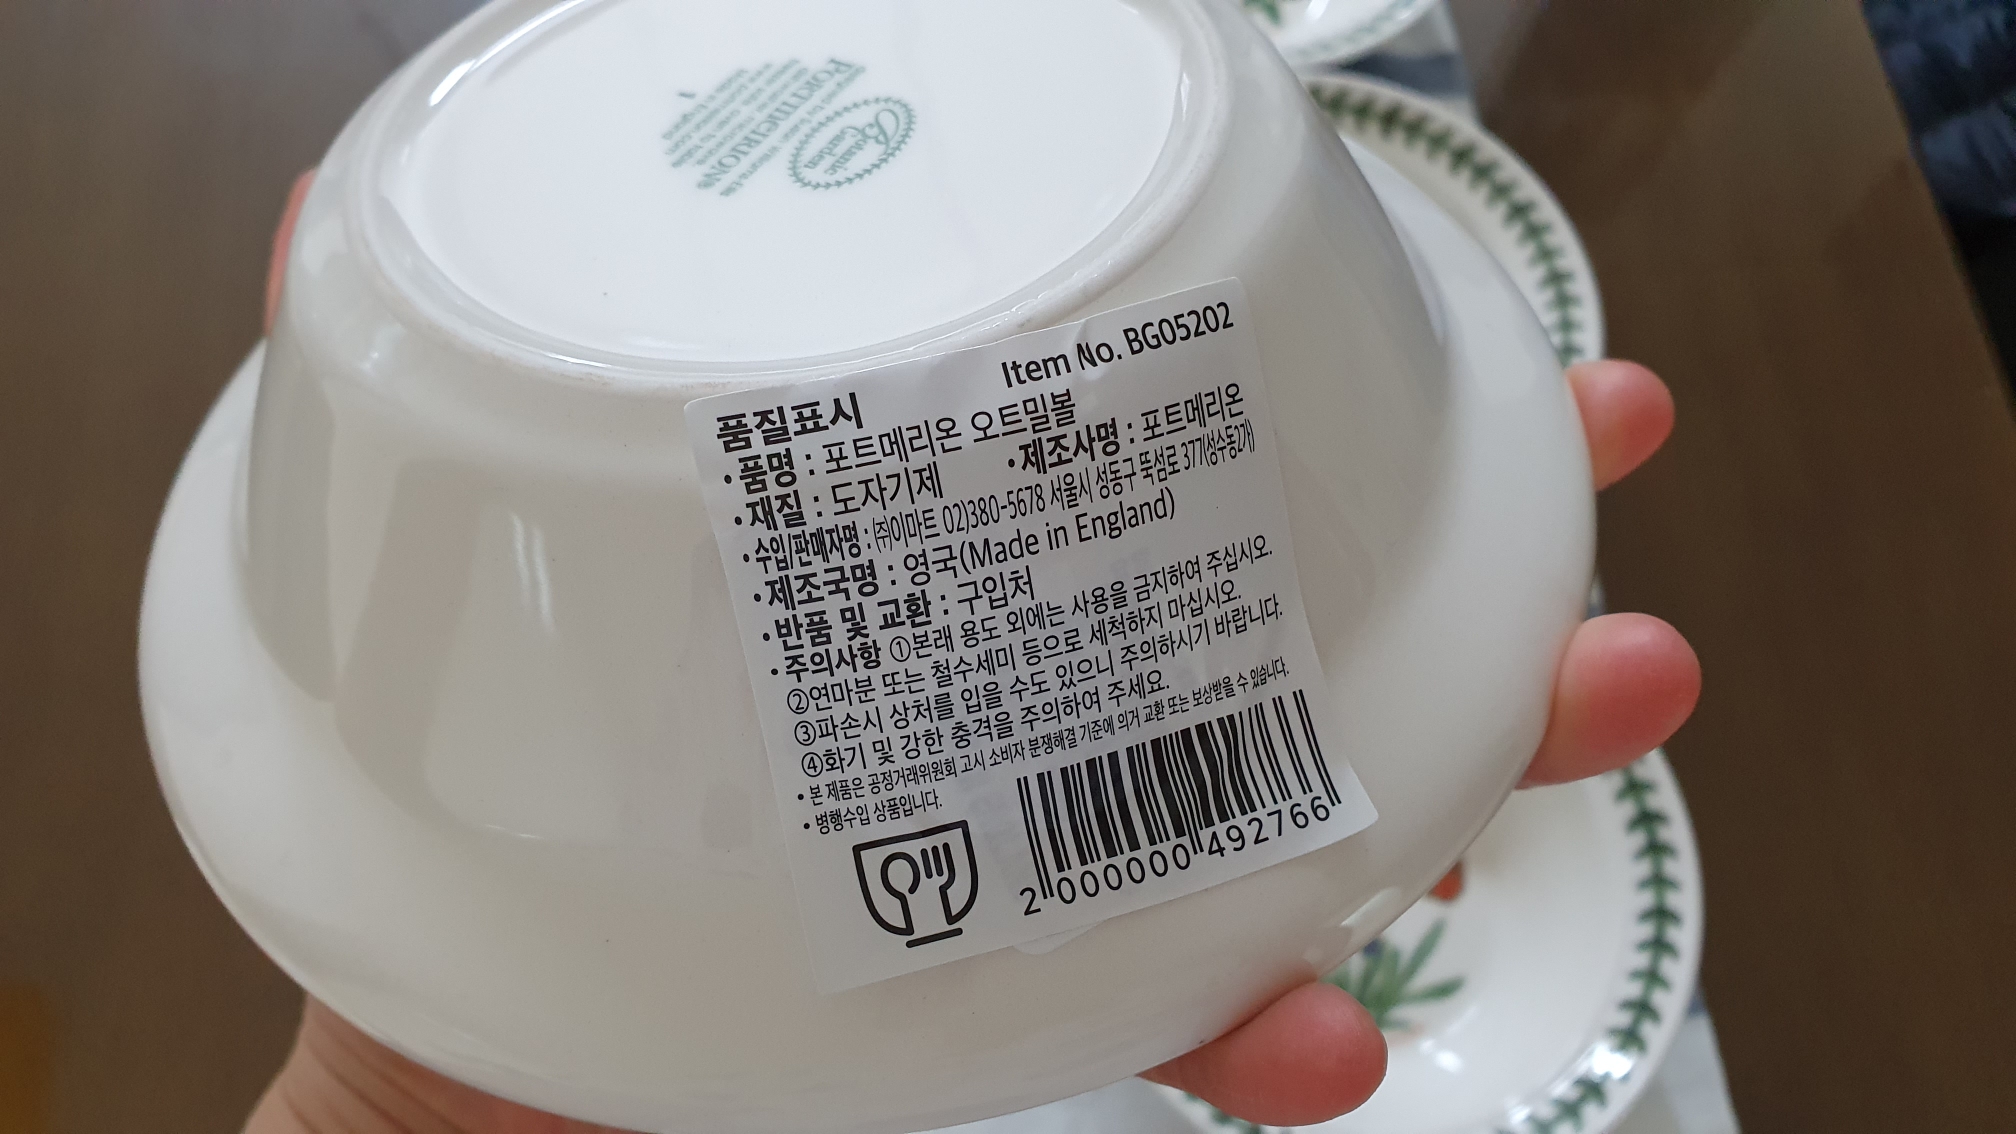 Botanic
Garden
PORTMEIRION
Item No. BG05202
품질표시
·품명 : 포트메리온 오트밀볼
·재질 : 도자기제 ·제조사명 : 포트메리온
·수입/판매자명 : ㈜이마트 02)380-5678 서울시 성동구 뚝섬로 377(성수동2가)
·제조국명 : 영국(Made in England)
·반품 및 교환 : 구입처
·주의사항 ①본래 용도 외에는 사용을 금지하여 주십시오.
②연마분 또는 철수세미 등으로 세척하지 마십시오.
③파손시 상처를 입을 수도 있으니 주의하시기 바랍니다.
④화기 및 강한 충격을 주의하여 주세요.
• 본 제품은 공정거래위원회 고시 소비자 분쟁해결 기준에 의거 교환 또는 보상받을 수 있습니다.
• 병행수입 상품입니다.
2 000000 492766